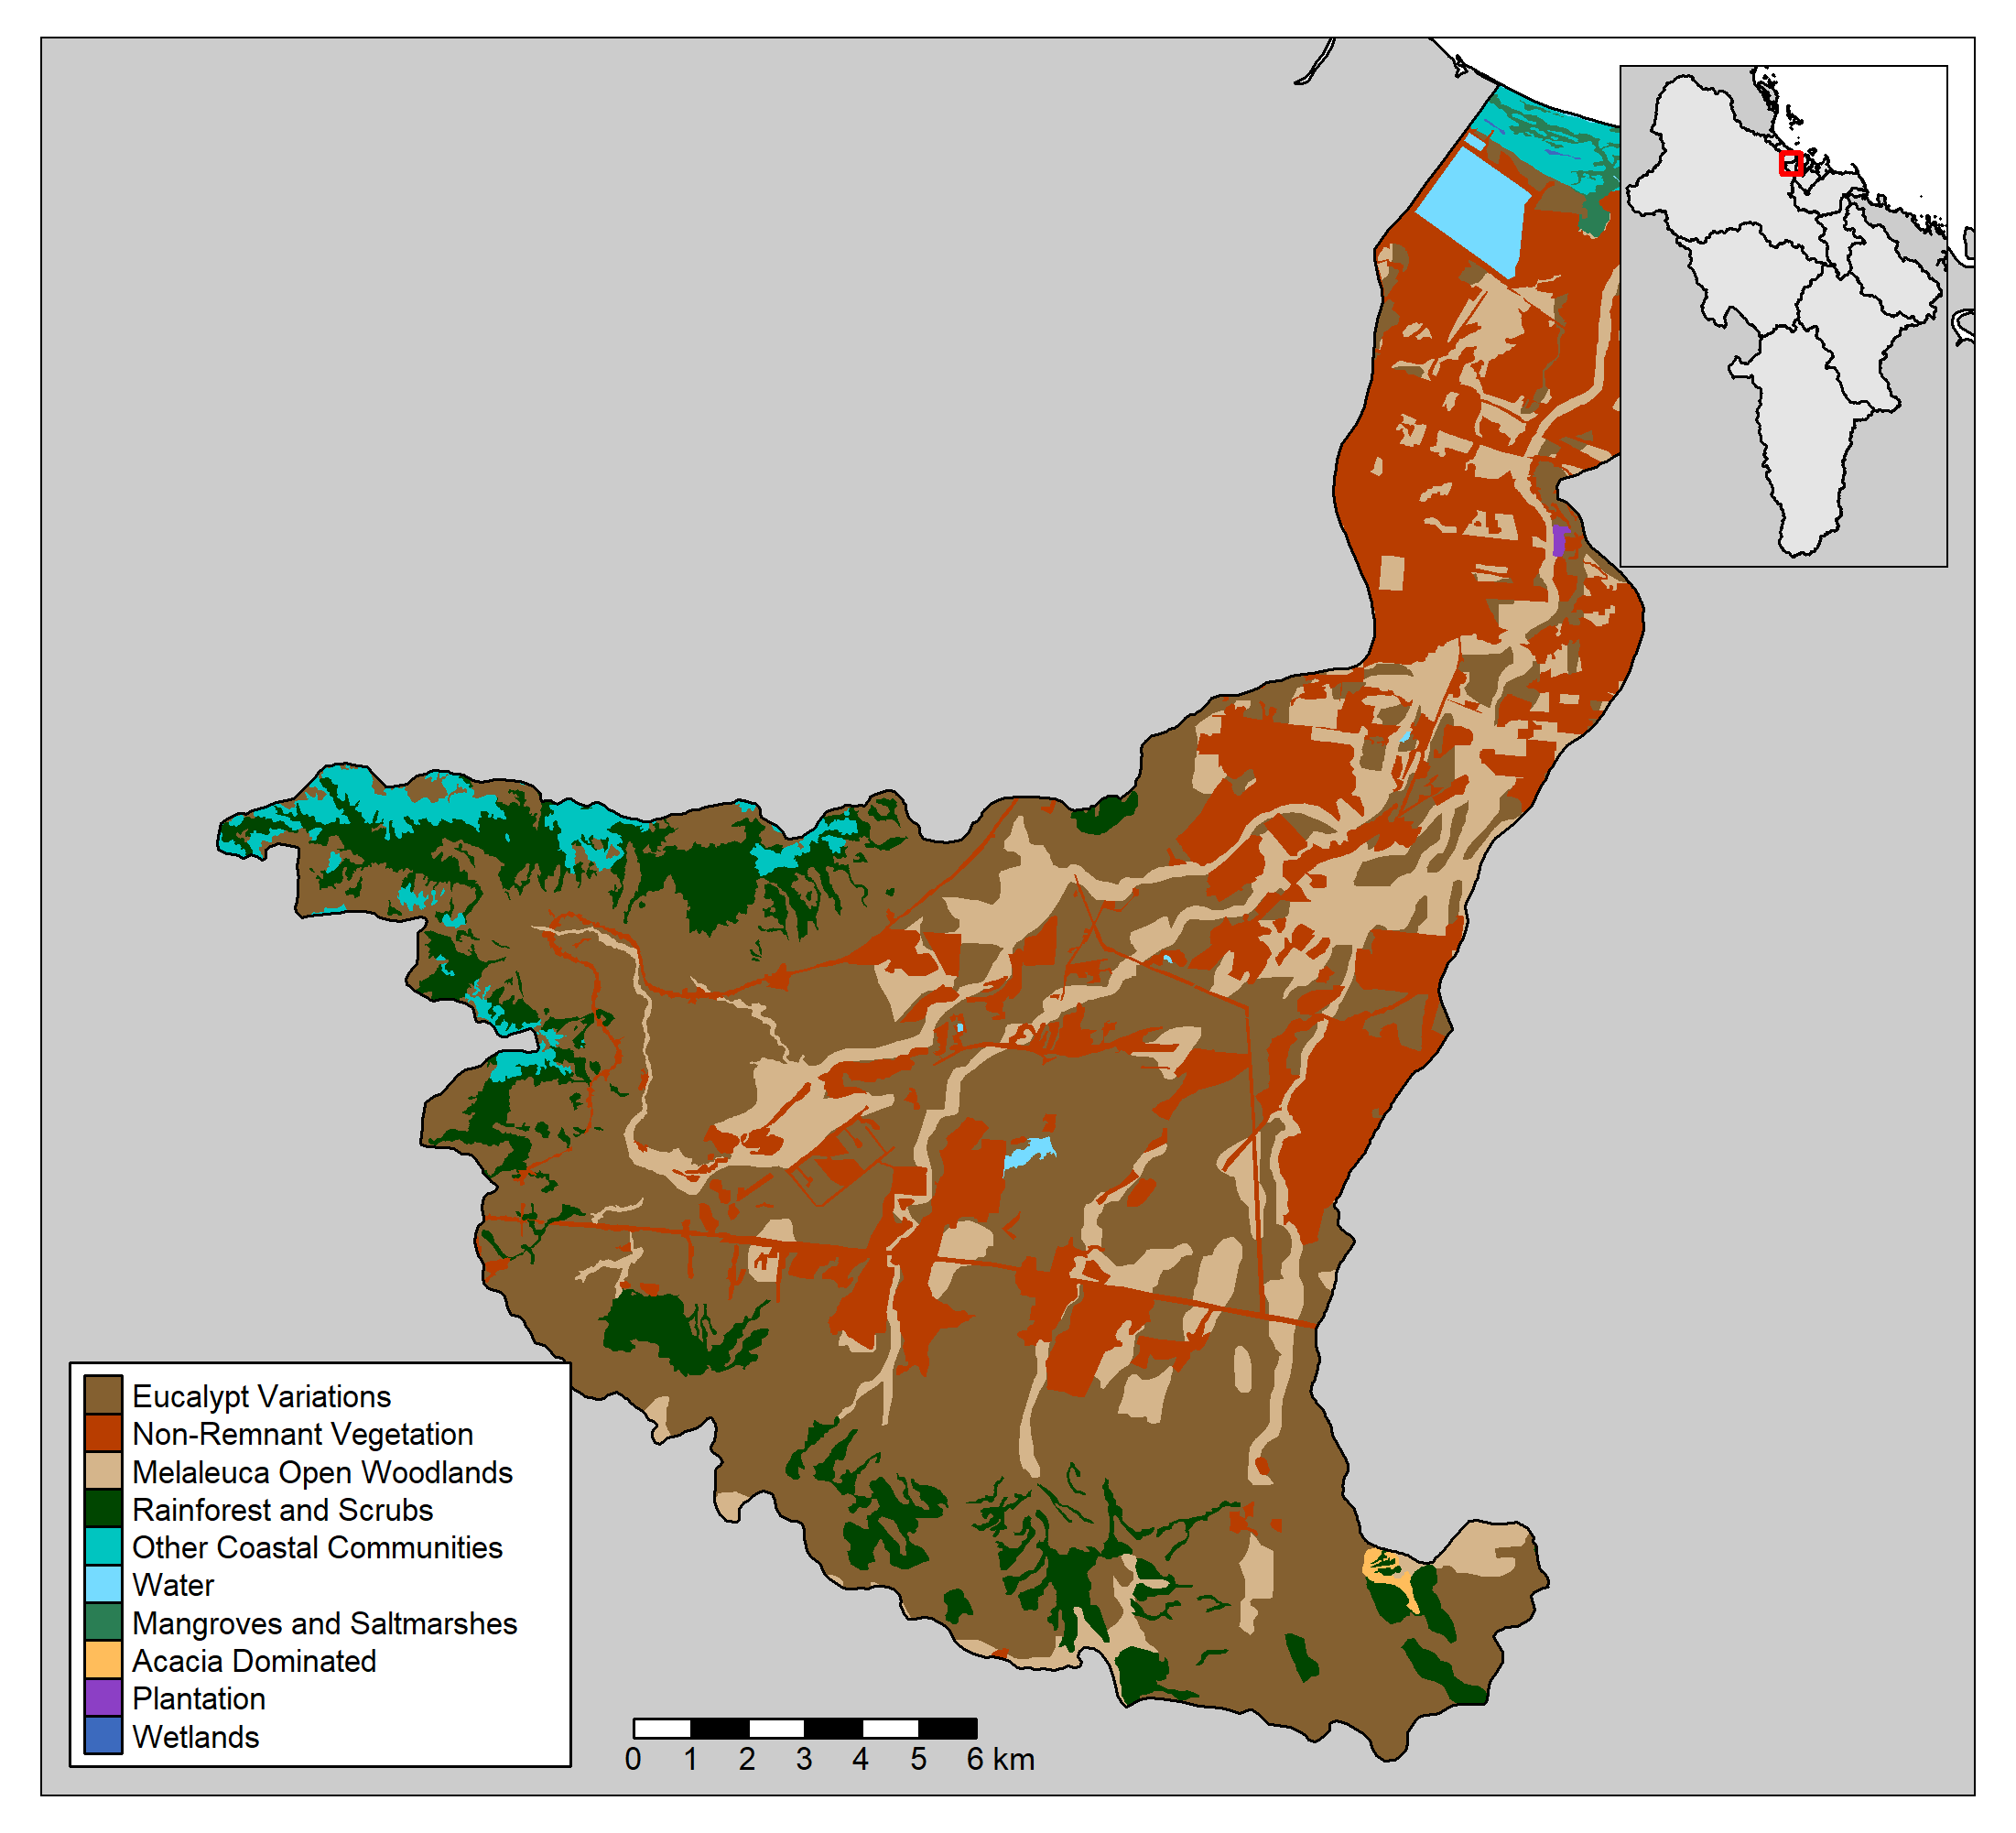 Eucalypt Variations
Non-Remnant Vegetation
Melaleuca Open Woodlands
Rainforest and Scrubs
Other Coastal Communities
Water
Mangroves and Saltmarshes
Acacia Dominated
Plantation
Wetlands
0 1 2 3 4 5 6 km